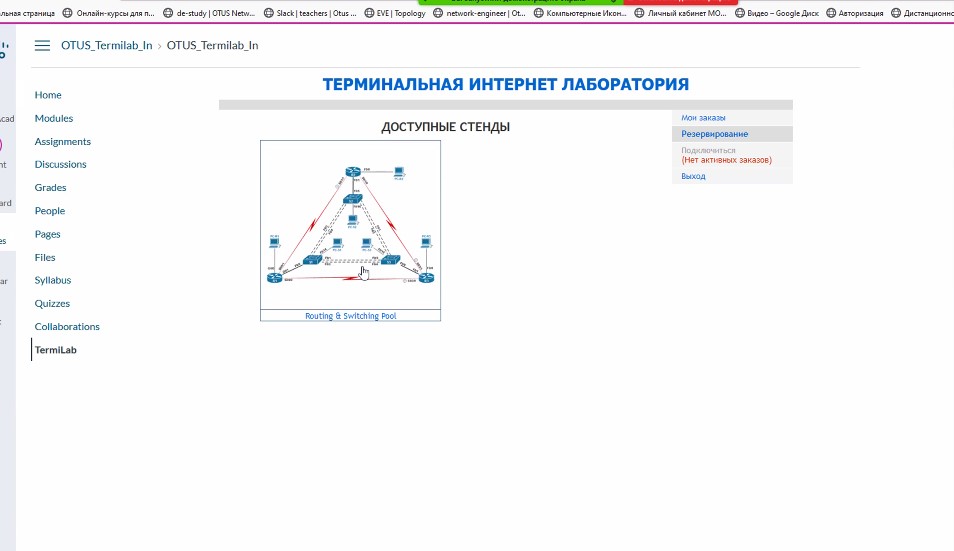 льная страница
Онлайн-курсы для п...
de-study | OTUS Netw...
Slack | teachers | Otus ...
EVE | Topology
network-engineer | Ot...
Компьютерные Икон...
Личный кабинет МО...
Видео – Google Диск
Авторизация
Дистанционно
OTUS_Termilab_In › OTUS_Termilab_In
ТЕРМИНАЛЬНАЯ ИНТЕРНЕТ ЛАБОРАТОРИЯ
Home
Modules
Assignments
Discussions
Grades
People
Pages
Files
Syllabus
Quizzes
Collaborations
TermiLab
ДОСТУПНЫЕ СТЕНДЫ
Routing & Switching Pool
Мои заказы
Резервирование
Подключиться
(Нет активных заказов)
Выход